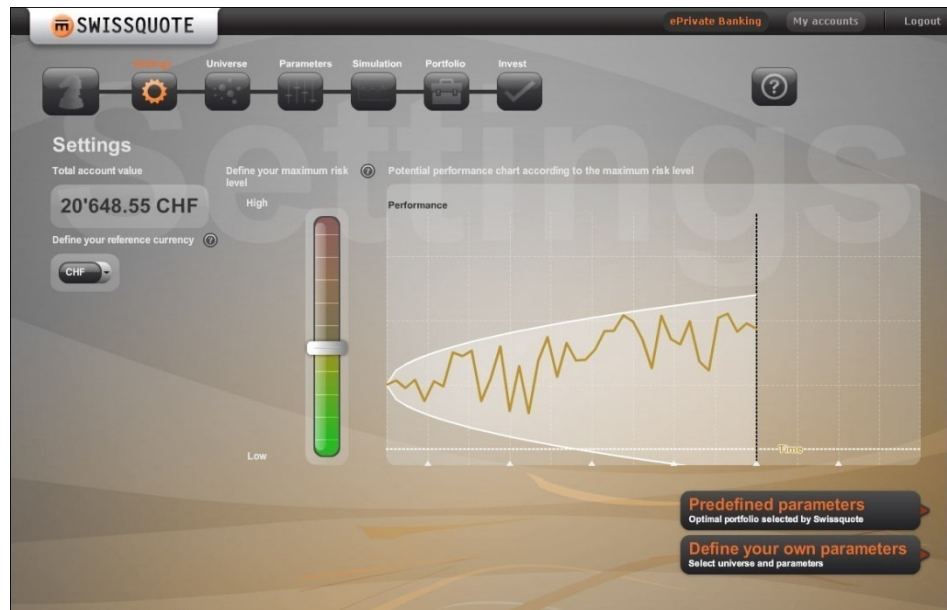 SWISSQUOTE
ePrivate Banking
My accounts
Logout
Settings
Universe
Parameters
Simulation
Portfolio
Invest
Settings
Settings
Total account value
20'648.55 CHF
Define your reference currency
CHF
Define your maximum risk
level
High
Low
Potential performance chart according to the maximum risk level
Performance
Time
Predefined parameters
Optimal portfolio selected by Swissquote
Define your own parameters
Select universe and parameters